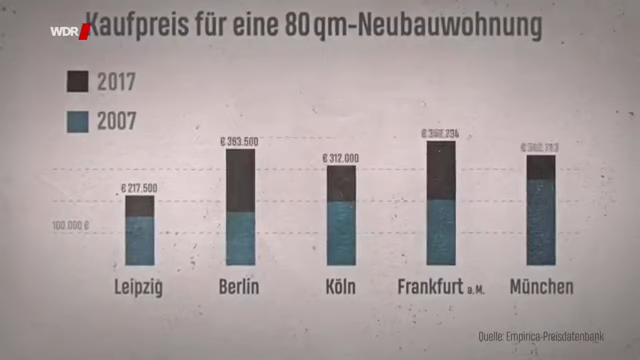 WDR
Kaufpreis für eine 80 qm-Neubauwohnung
2017
2007
€ 217.500
€ 363.500
€ 312.000
100.000 €
Leipzig
Berlin
Köln
Frankfurt a. M.
München
Quelle: Empirica-Preisdatenbank